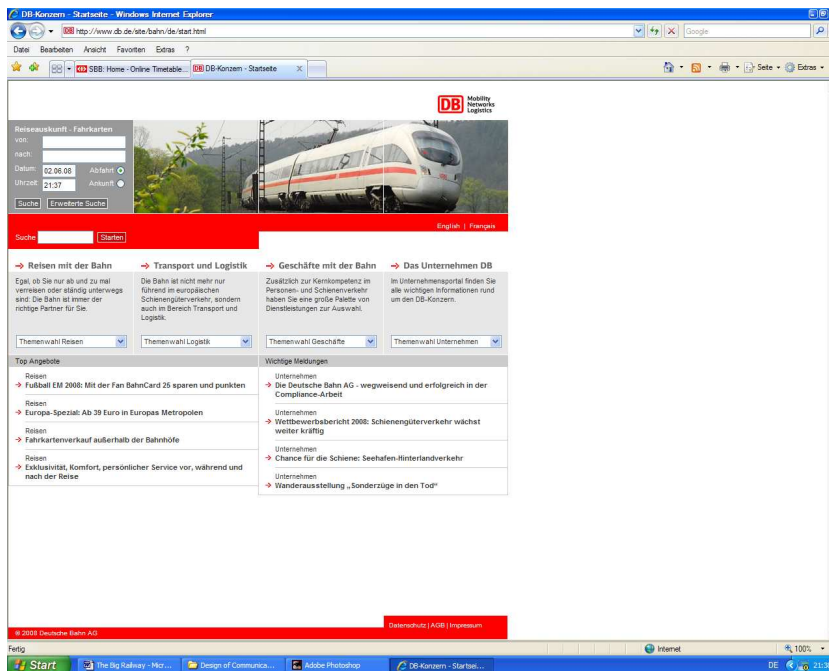 DB-Konzern - Startseite - Windows Internet Explorer
http://www.db.de/site/bahn/de/start.html
Google
Datei Bearbeiten Ansicht Favoriten Extras ?
SBB: Home - Online Timetable... DB DB-Konzern - Startseite X
Seite Extras
DB Mobility
Networks
Logistics
Reiseauskunft - Fahrkarten
von:
nach:
Datum: 02.06.08 Abfahrt
Uhrzeit: 21:37 Ankunft
Suche Erweiterte Suche
English | Français
Suche Starten
Reisen mit der Bahn
Egal, ob Sie nur ab und zu mal
verreisen oder ständig unterwegs
sind: Die Bahn ist immer der
richtige Partner für Sie.
Themenwahl Reisen
Transport und Logistik
Die Bahn ist nicht mehr nur
führend im europäischen
Schienengüterverkehr, sondern
auch im Bereich Transport und
Logistik.
Themenwahl Logistik
Geschäfte mit der Bahn
Zusätzlich zur Kernkompetenz im
Personen- und Schienenverkehr
haben Sie eine große Palette von
Dienstleistungen zur Auswahl.
Themenwahl Geschäfte
Das Unternehmen DB
Im Unternehmensportal finden Sie
alle wichtigen Informationen rund
um den DB-Konzern.
Themenwahl Unternehmen
Top Angebote
Reisen
Fußball EM 2008: Mit der Fan BahnCard 25 sparen und punkten
Reisen
Europa-Spezial: Ab 39 Euro in Europas Metropolen
Reisen
Fahrkartenverkauf außerhalb der Bahnhöfe
Reisen
Exklusivität, Komfort, persönlicher Service vor, während und
nach der Reise
Wichtige Meldungen
Unternehmen
Die Deutsche Bahn AG - wegweisend und erfolgreich in der
Compliance-Arbeit
Unternehmen
Wettbewerbsbericht 2008: Schienengüterverkehr wächst
weiter kräftig
Unternehmen
Chance für die Schiene: Seehafen-Hinterlandverkehr
Unternehmen
Wanderausstellung „Sonderzüge in den Tod“
Datenschutz | AGB | Impressum
© 2008 Deutsche Bahn AG
Fertig Internet 100%
Start The Big Railway - Micr... Design of Communica... Adobe Photoshop DB-Konzern - Startsei... DE